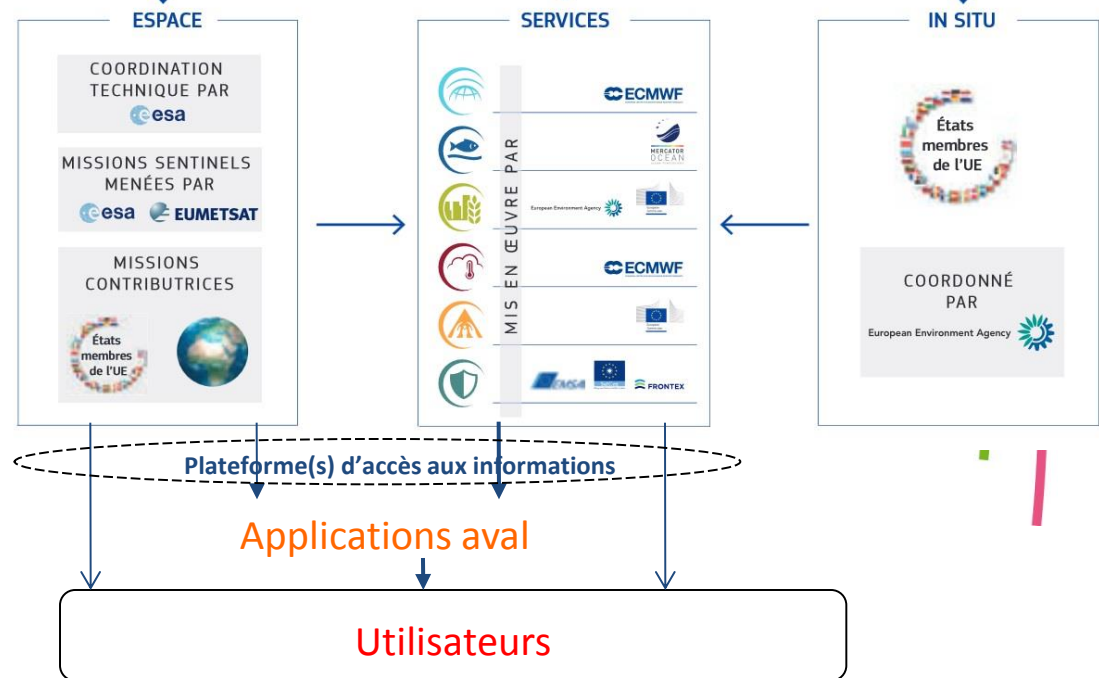 ESPACE
COORDINATION
TECHNIQUE PAR
esa
MISSIONS SENTINELS
MENÉES PAR
esa EUMETSAT
MISSIONS
CONTRIBUTRICES
États
membres
de l'UE
SERVICES
MIS EN ŒUVRE PAR
ECMWF
MERCATOR
OCEAN
European Environment Agency
ECMWF
EMSA
FRONTEX
IN SITU
États
membres
de l'UE
COORDONNÉ
PAR
European Environment Agency
Plateforme(s) d'accès aux informations
Applications aval
Utilisateurs